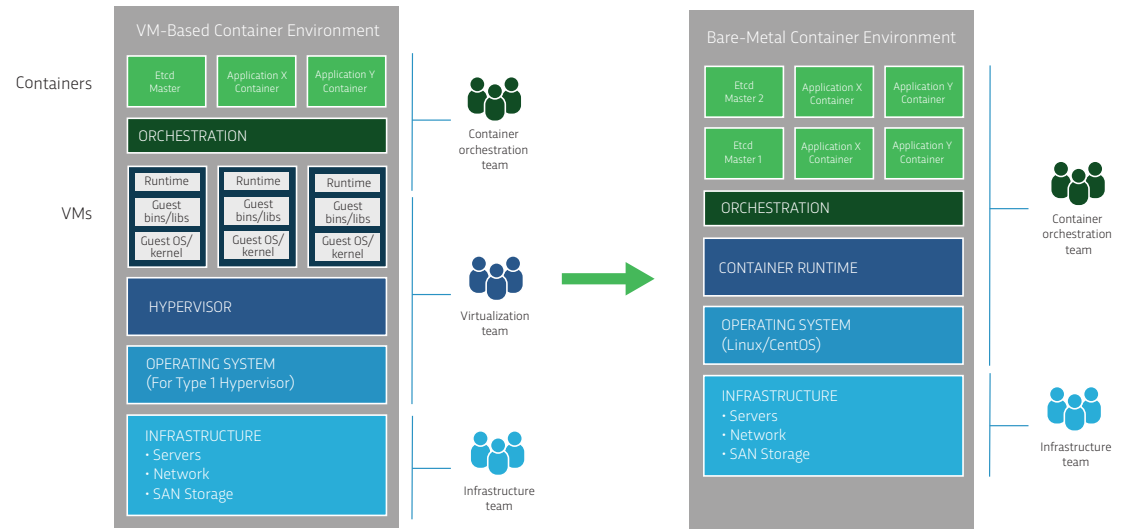 VM-Based Container Environment
Containers
Etcd
Master
Application X
Container
Application Y
Container
ORCHESTRATION
VMs
Runtime
Guest
bins/libs
Guest OS/
kernel
Runtime
Guest
bins/libs
Guest OS/
kernel
Runtime
Guest
bins/libs
Guest OS/
kernel
HYPERVISOR
OPERATING SYSTEM
(For Type 1 Hypervisor)
INFRASTRUCTURE
• Servers
• Network
• SAN Storage
Container
orchestration
team
Virtualization
team
Infrastructure
team
Bare-Metal Container Environment
Etcd
Master 2
Application X
Container
Application Y
Container
Etcd
Master 1
Application X
Container
Application Y
Container
ORCHESTRATION
CONTAINER RUNTIME
OPERATING SYSTEM
(Linux/CentOS)
INFRASTRUCTURE
• Servers
• Network
• SAN Storage
Container
orchestration
team
Infrastructure
team